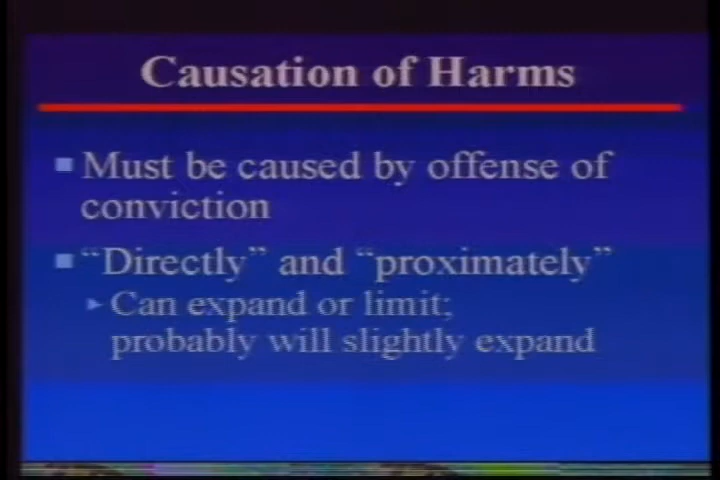 Causation of Harms
Must be caused by offense of
conviction
“Directly” and “proximately”
Can expand or limit;
probably will slightly expand